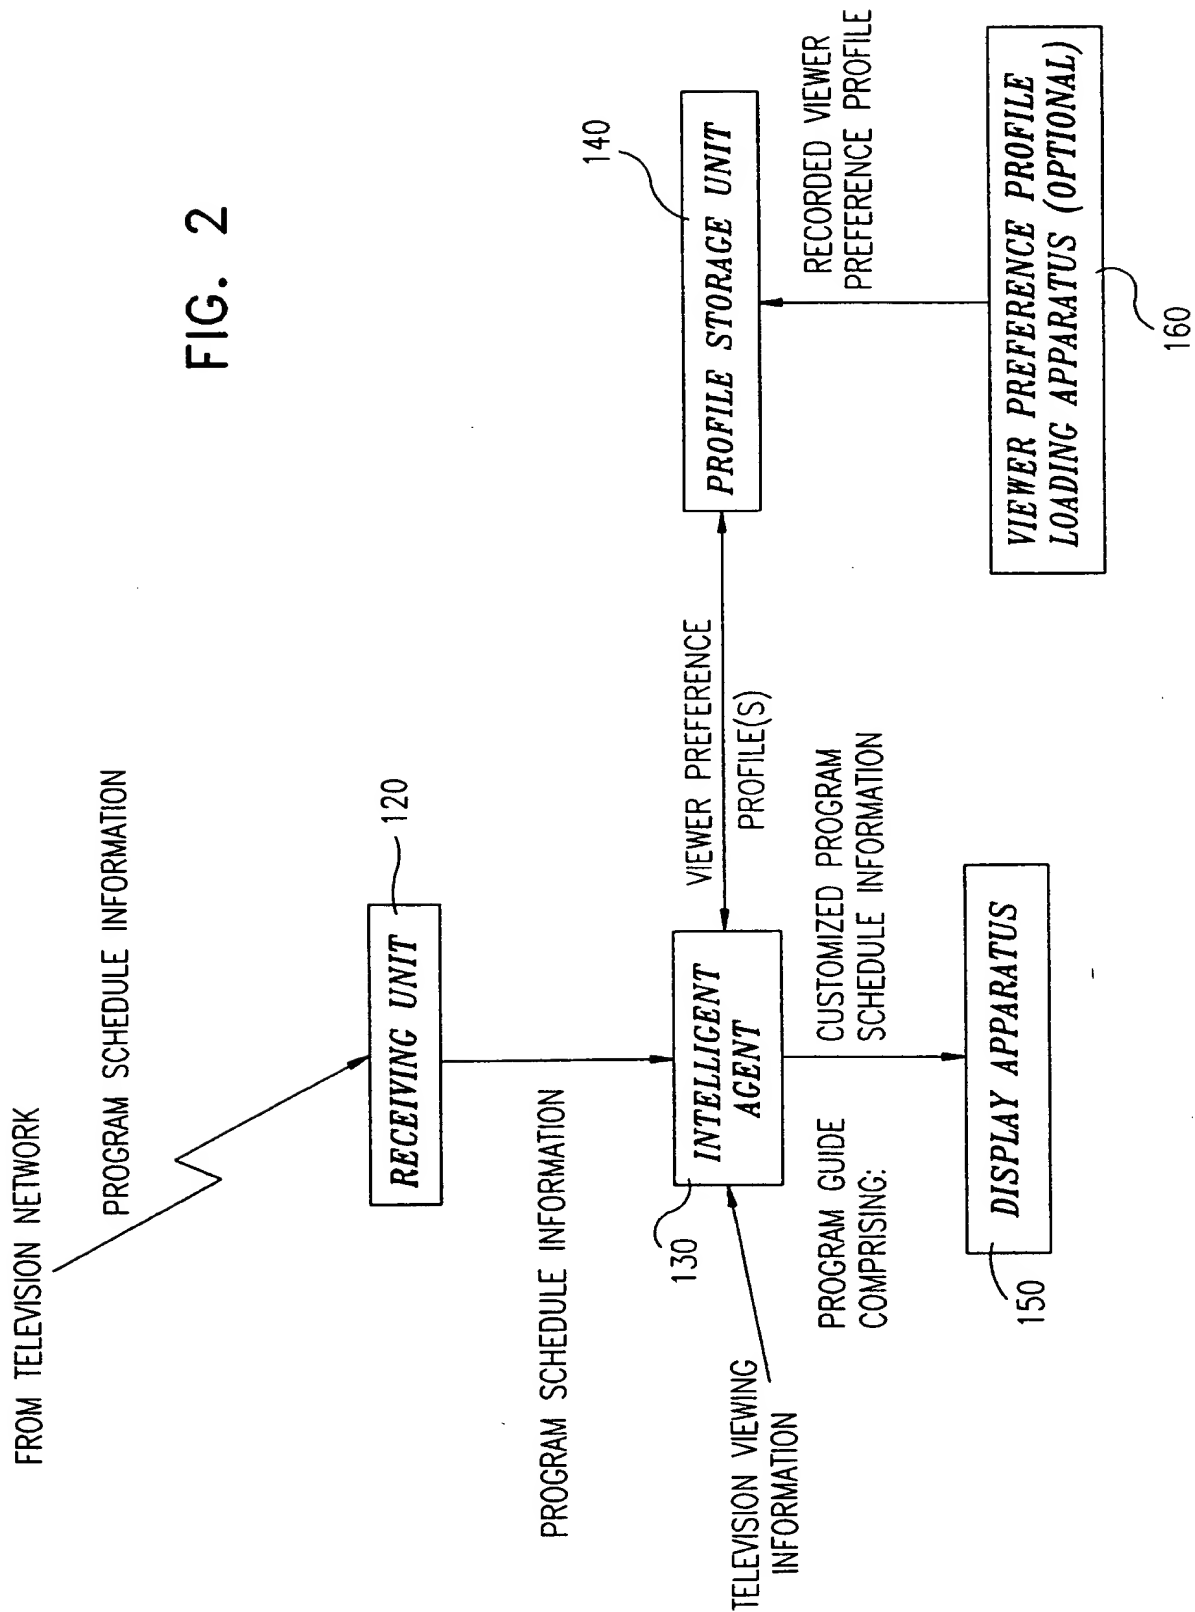 FIG. 2
FROM TELEVISION NETWORK
PROGRAM SCHEDULE INFORMATION
120
RECEIVING UNIT
PROGRAM SCHEDULE INFORMATION
130
INTELLIGENT
AGENT
TELEVISION VIEWING
INFORMATION
VIEWER PREFERENCE
PROFILE(S)
140
PROFILE STORAGE UNIT
RECORDED VIEWER
PREFERENCE PROFILE
VIEWER PREFERENCE PROFILE
LOADING APPARATUS (OPTIONAL)
160
PROGRAM GUIDE
COMPRISING:
CUSTOMIZED PROGRAM
SCHEDULE INFORMATION
DISPLAY APPARATUS
150